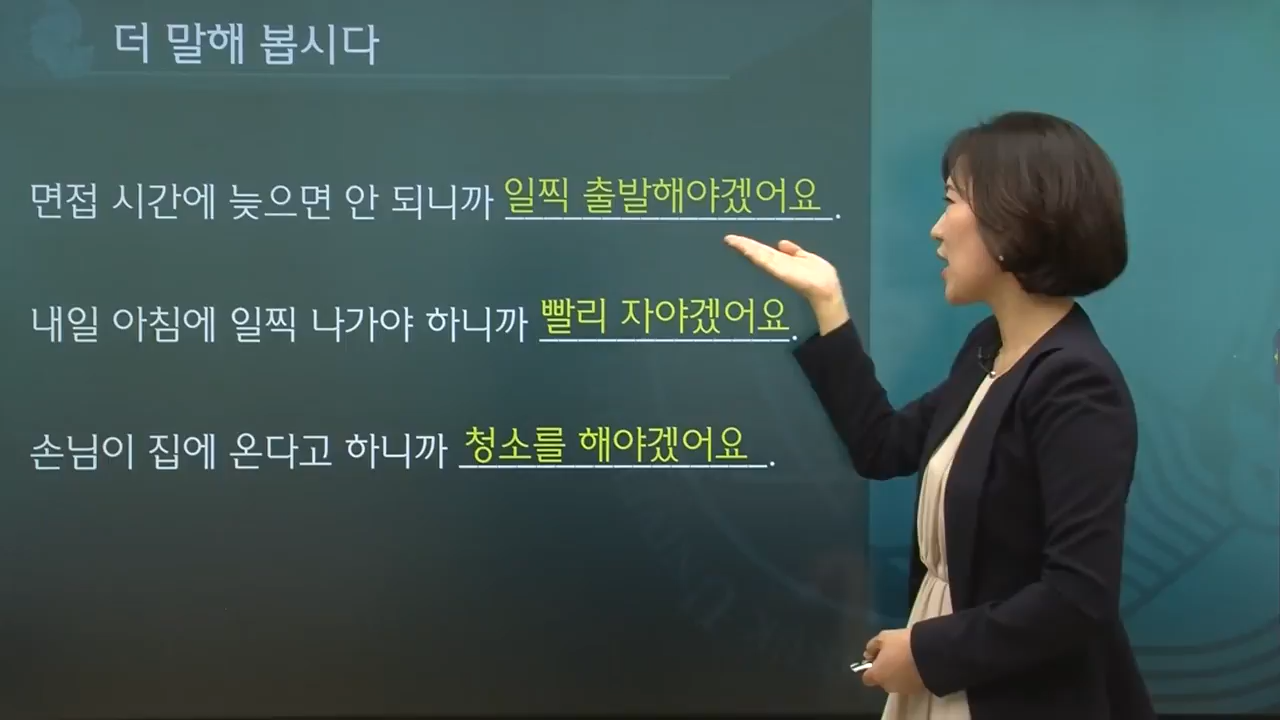 더 말해 봅시다
면접 시간에 늦으면 안 되니까 일찍 출발해야겠어요.
내일 아침에 일찍 나가야 하니까 빨리 자야겠어요.
손님이 집에 온다고 하니까 청소를 해야겠어요.